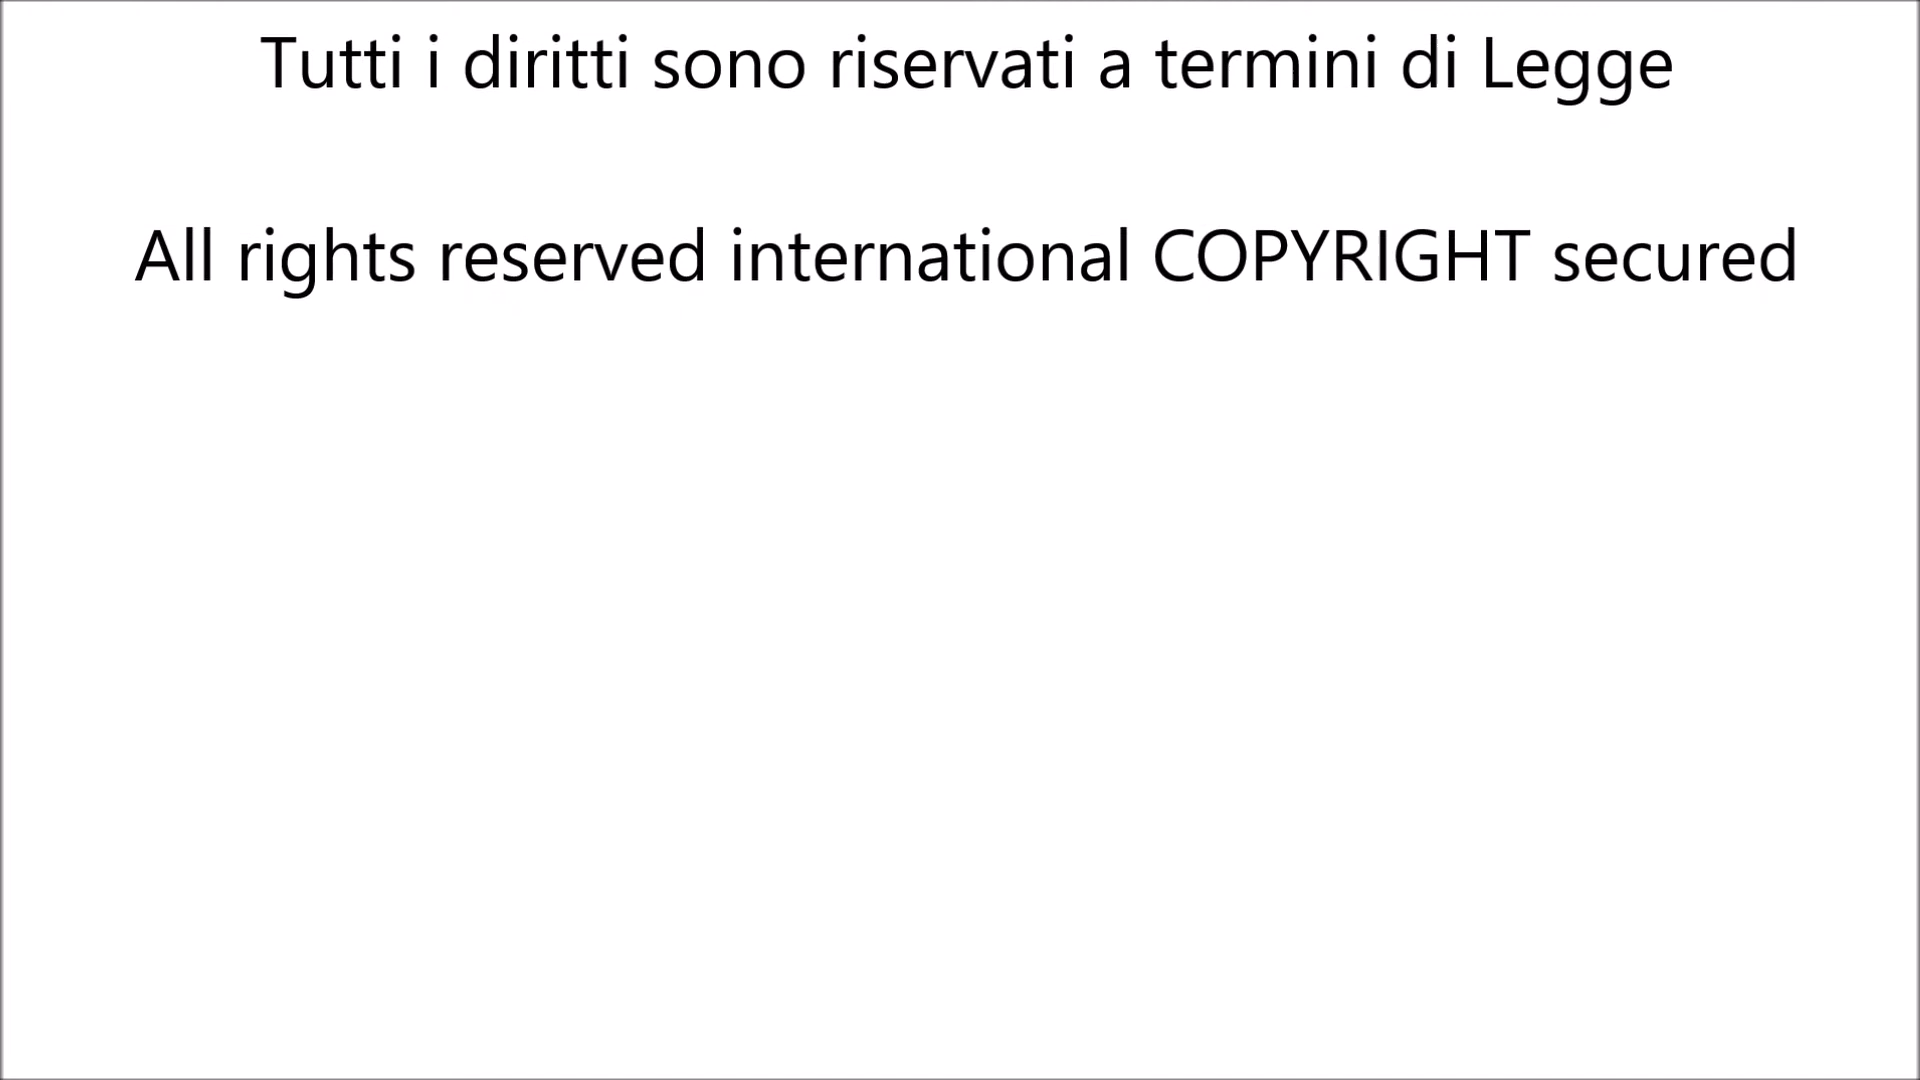 Tutti i diritti sono riservati a termini di Legge
All rights reserved international COPYRIGHT secured